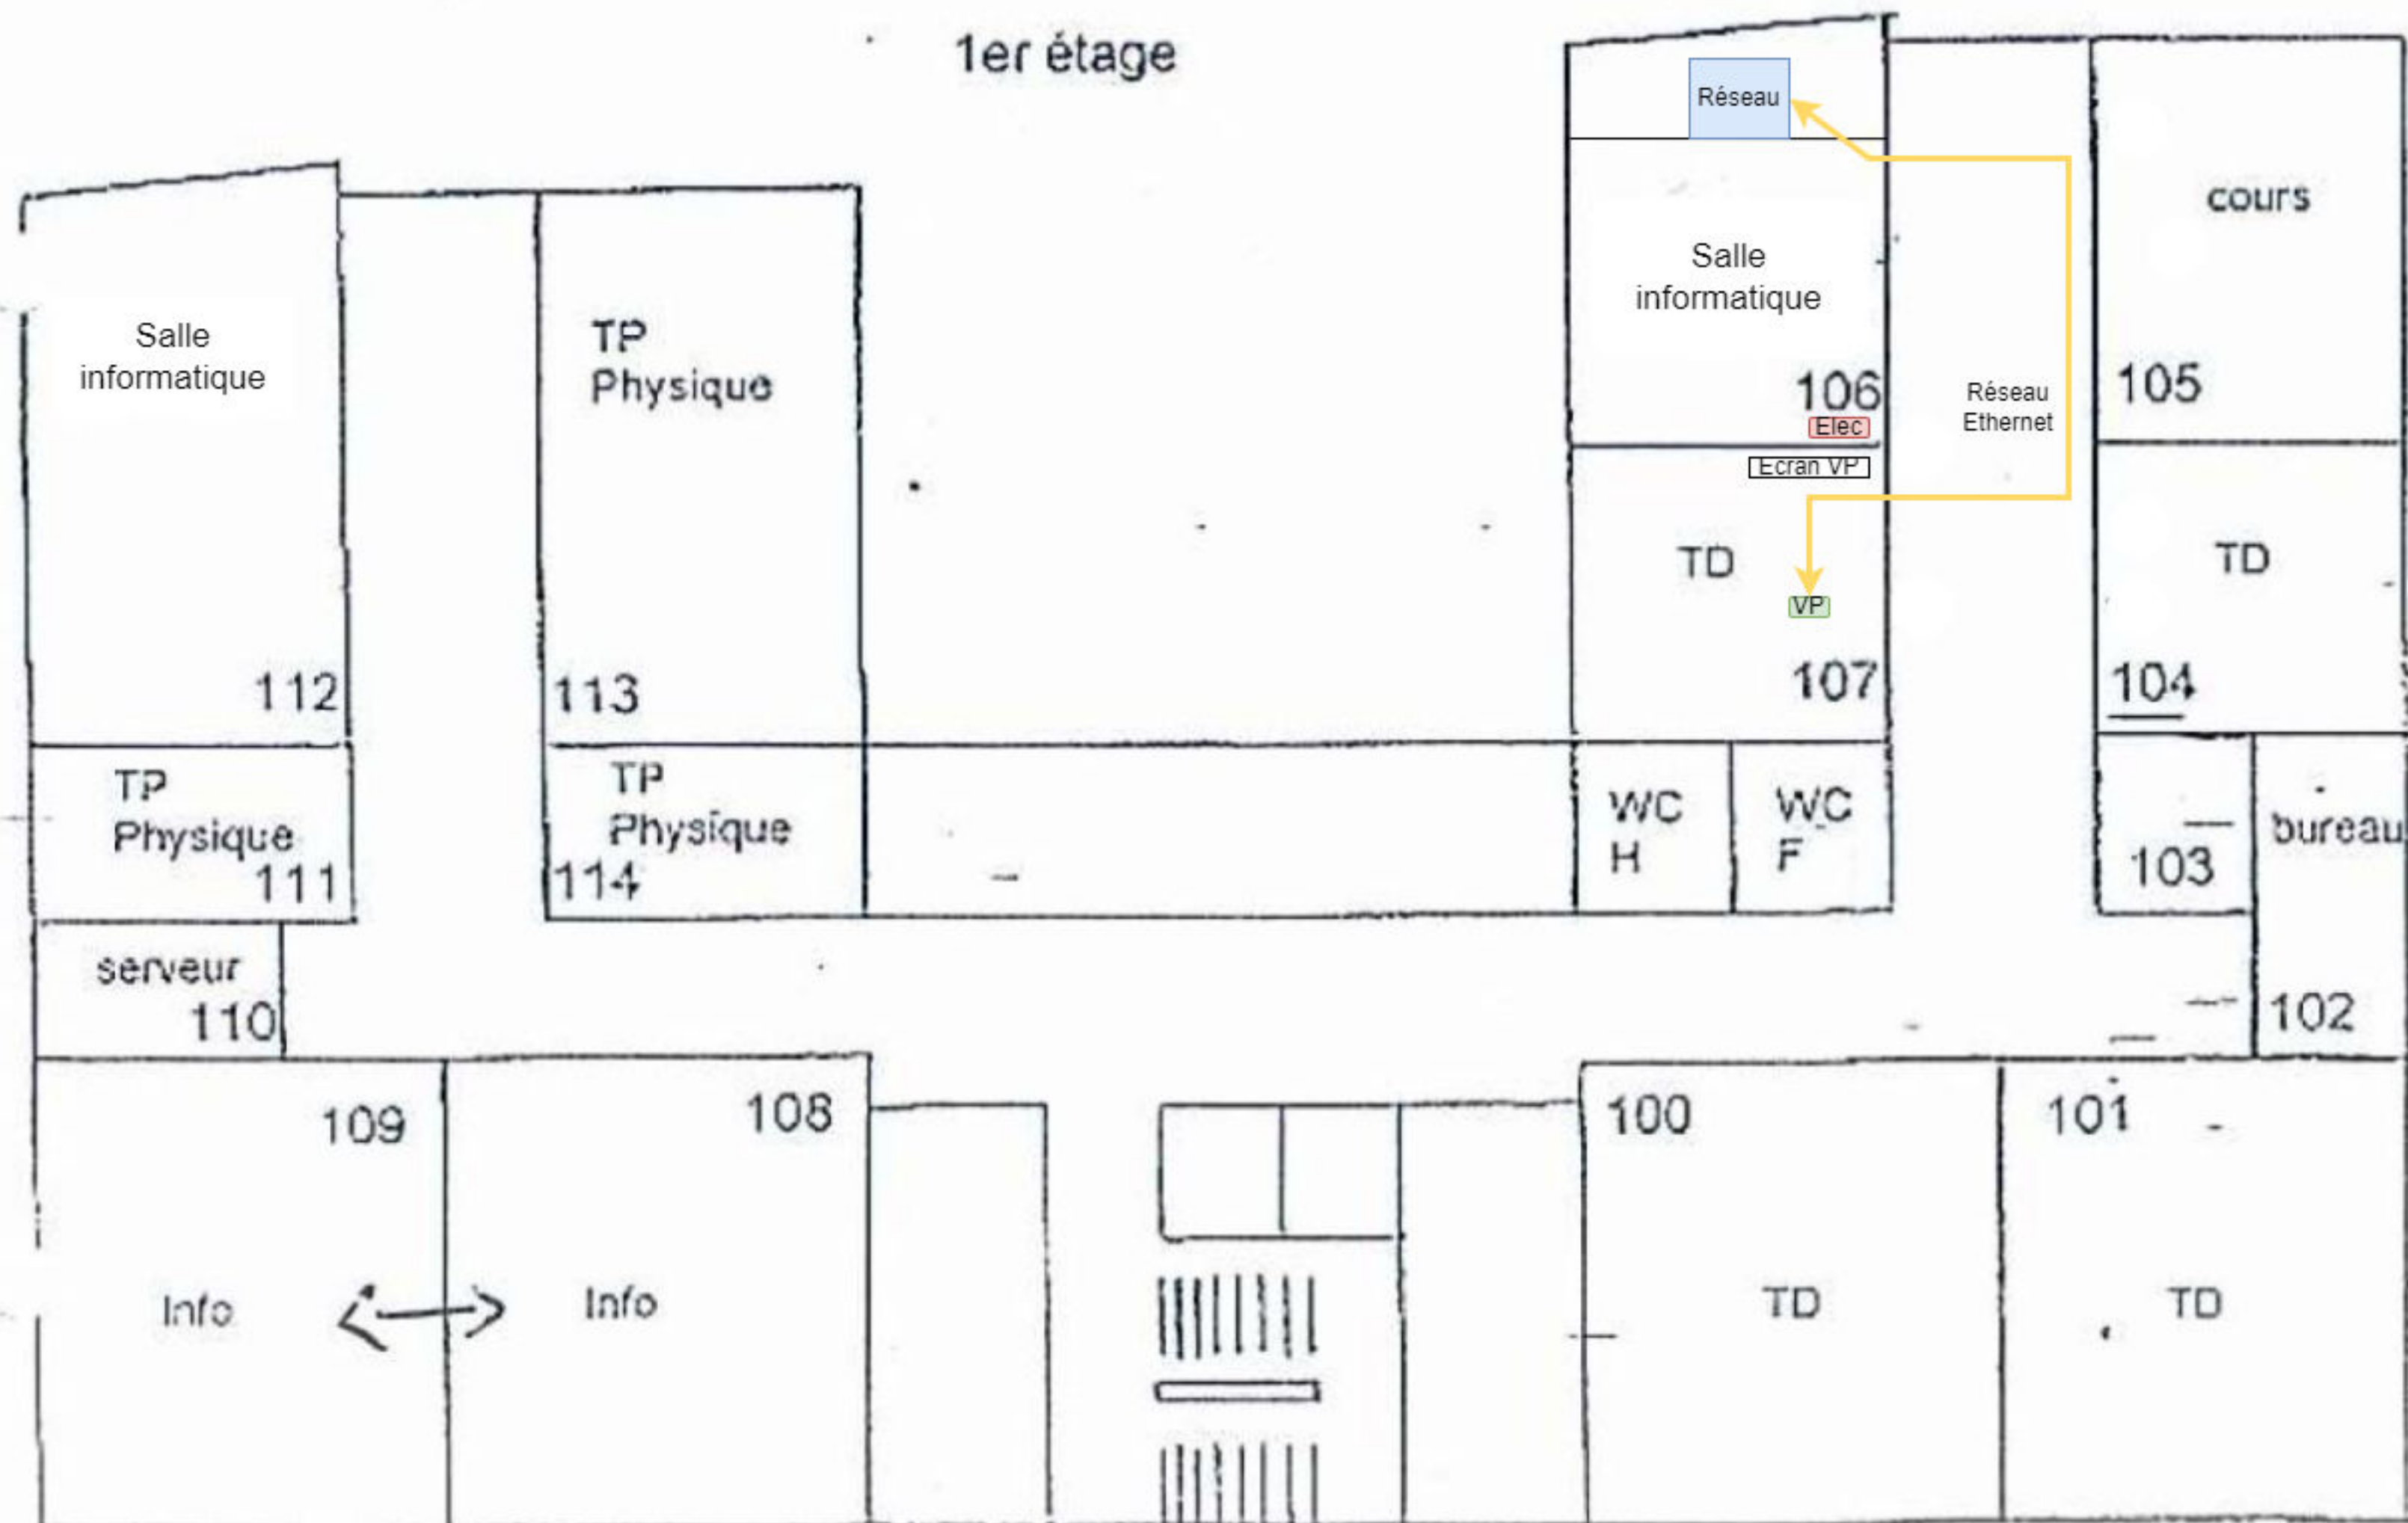 1er étage
Réseau
cours
Salle
informatique
106
Elec
Réseau
Ethernet
105
Ecran VP
TD
VP
107
TD
104
Salle
informatique
112
TP
Physique
113
TP
Physique
111
TP
Physique
114
WC
H
WC
F
103
bureau
102
serveur
110
109
108
100
101
Info
Info
TD
TD